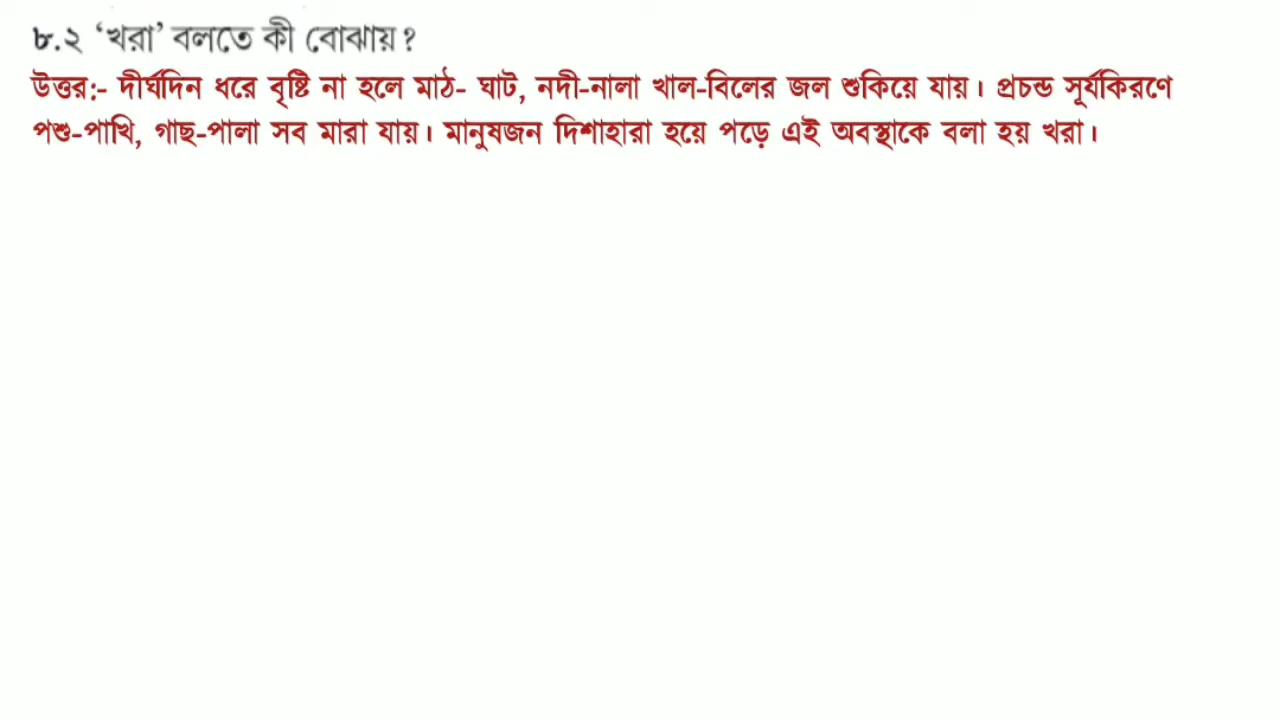 ৮.২ ‘খরা’ বলতে কী বোঝায়?
উত্তর:- দীর্ঘদিন ধরে বৃষ্টি না হলে মাঠ- ঘাট, নদী-নালা খাল-বিলের জল শুকিয়ে যায়। প্রচন্ড সূর্যকিরণে
পশু-পাখি, গাছ-পালা সব মারা যায়। মানুষজন দিশাহারা হয়ে পড়ে এই অবস্থাকে বলা হয় খরা।